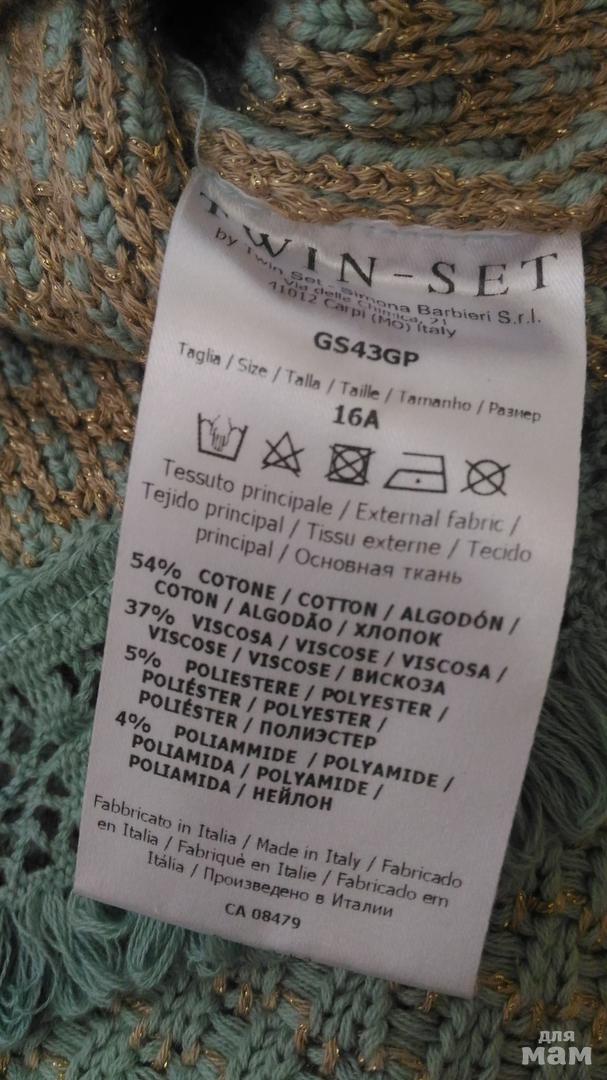 TWIN-SET
by Twin Set - Simona Barbieri S.r.l.
Via delle Chimica, 21
41012 Carpi (MO) Italy
GS43GP
Taglia / Size / Talla / Taille / Tamanho / Размер
16A
Tessuto principale / External fabric /
Tejido principal / Tissu externe / Tecido
principal / Основная ткань
54% COTONE / COTTON / ALGODÓN /
COTON / ALGODÃO / ХЛОПОК
37% VISCOSA / VISCOSE / VISCOSA /
VISCOSE / VISCOSE / ВИСКОЗА
5% POLIESTERE / POLYESTER /
POLIÉSTER / POLYESTER /
POLIÉSTER / ПОЛИЭСТЕР
4% POLIAMMIDE / POLYAMIDE /
POLIAMIDA / POLYAMIDE /
POLIAMIDA / НЕЙЛОН
Fabbricato in Italia / Made in Italy / Fabricado
en Italia / Fabriqué en Italie / Fabricado em
Itália / Произведено в Италии
CA 08479
для
мам